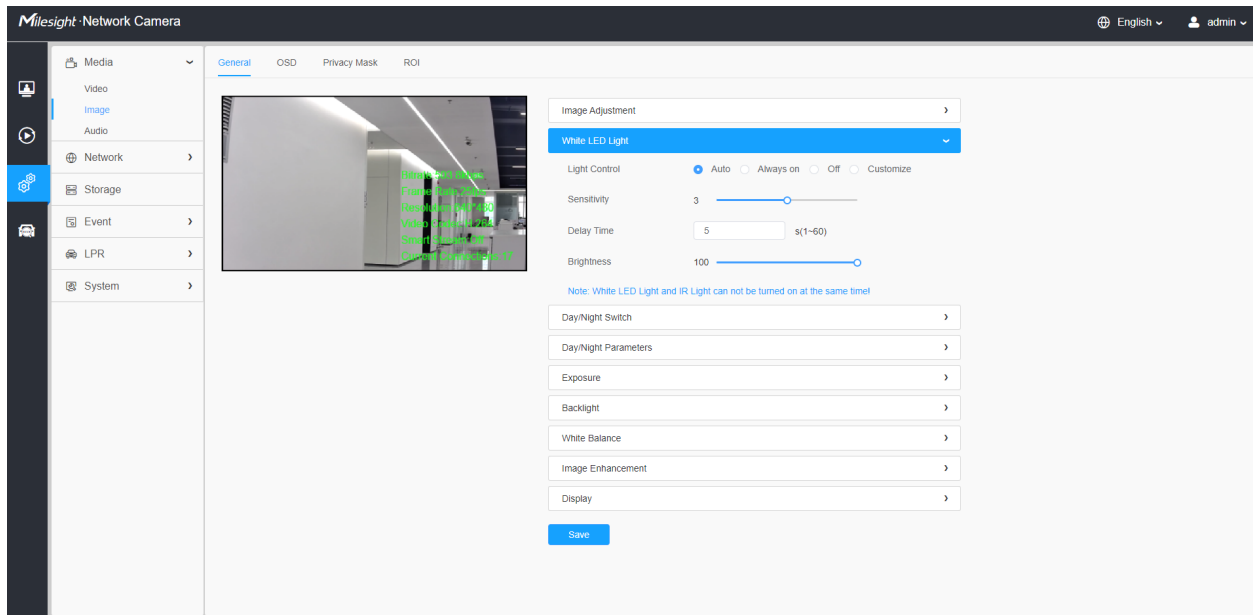 Milesight · Network Camera
English
admin
Media
Video
Image
Audio
Network
Storage
Event
LPR
System
General OSD Privacy Mask ROI
Image Adjustment
White LED Light
Light Control Auto Always on Off Customize
Sensitivity 3
Delay Time 5 s(1~60)
Brightness 100
Note: White LED Light and IR Light can not be turned on at the same time!
Day/Night Switch
Day/Night Parameters
Exposure
Backlight
White Balance
Image Enhancement
Display
Save